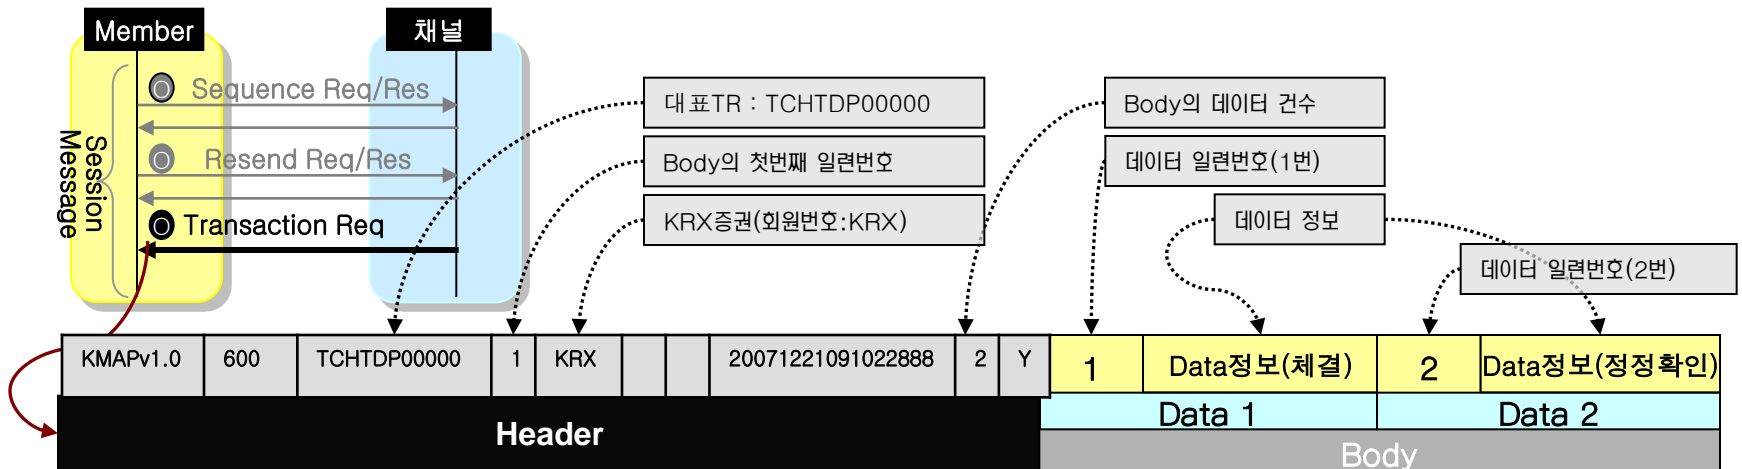 Member
채널
Sequence Req/Res
Resend Req/Res
Transaction Req
Session
Message
대표TR : TCHTDP00000
Body의 첫번째 일련번호
KRX증권(회원번호:KRX)
Body의 데이터 건수
데이터 일련번호(1번)
데이터 정보
데이터 일련번호(2번)
KMAPv1.0 600 TCHTDP00000 1 KRX 20071221091022888 2 Y 1 Data정보(체결) 2 Data정보(정정확인)
Data 1 Data 2
Header
Body